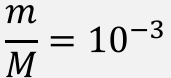 m/M = 10⁻³